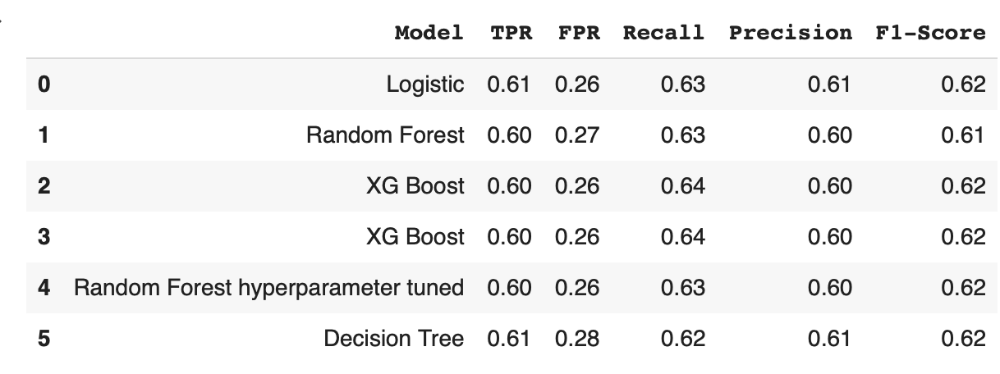 Model TPR FPR Recall Precision F1-Score
0 Logistic 0.61 0.26 0.63 0.61 0.62
1 Random Forest 0.60 0.27 0.63 0.60 0.61
2 XG Boost 0.60 0.26 0.64 0.60 0.62
3 XG Boost 0.60 0.26 0.64 0.60 0.62
4 Random Forest hyperparameter tuned 0.60 0.26 0.63 0.60 0.62
5 Decision Tree 0.61 0.28 0.62 0.61 0.62